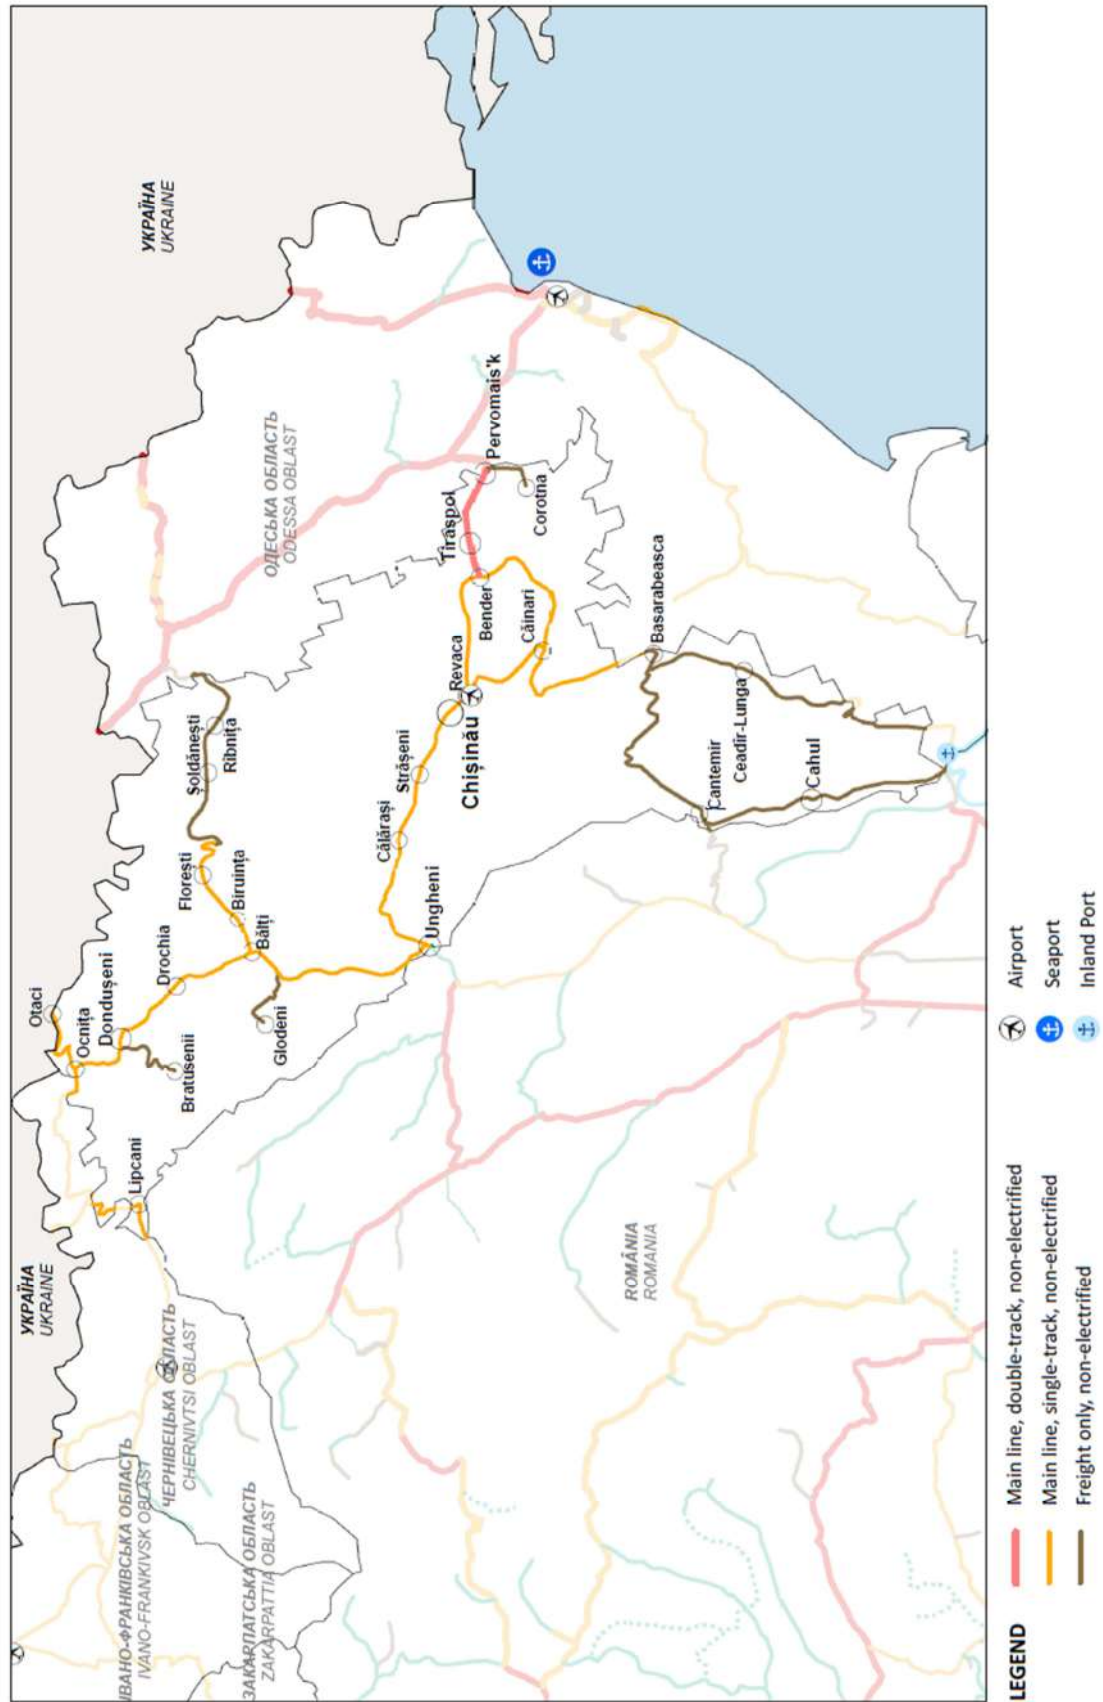 УКРАЇНА
UKRAINE
УКРАЇНА
UKRAINE
ІВАНО-ФРАНКІВСЬКА ОБЛАСТЬ
IVANO-FRANKIVSK OBLAST
ЧЕРНІВЕЦЬКА ОБЛАСТЬ
CHERNIVTSI OBLAST
ЗАКАРПАТСЬКА ОБЛАСТЬ
ZAKARPATTIA OBLAST
ОДЕСЬКА ОБЛАСТЬ
ODESSA OBLAST
ROMÂNIA
ROMANIA
Otaci
Ocnița
Dondușeni
Drochia
Bratusenii
Lipcani
Glodeni
Bălți
Biruința
Florești
Șoldănești
Rîbnița
Ungheni
Călărași
Strășeni
Chișinău
Revaca
Bender
Tiraspol
Pervomais'k
Corotna
Căinari
Basarabeasca
Cantemir
Ceadîr-Lunga
Cahul
LEGEND
Main line, double-track, non-electrified
Main line, single-track, non-electrified
Freight only, non-electrified
Airport
Seaport
Inland Port